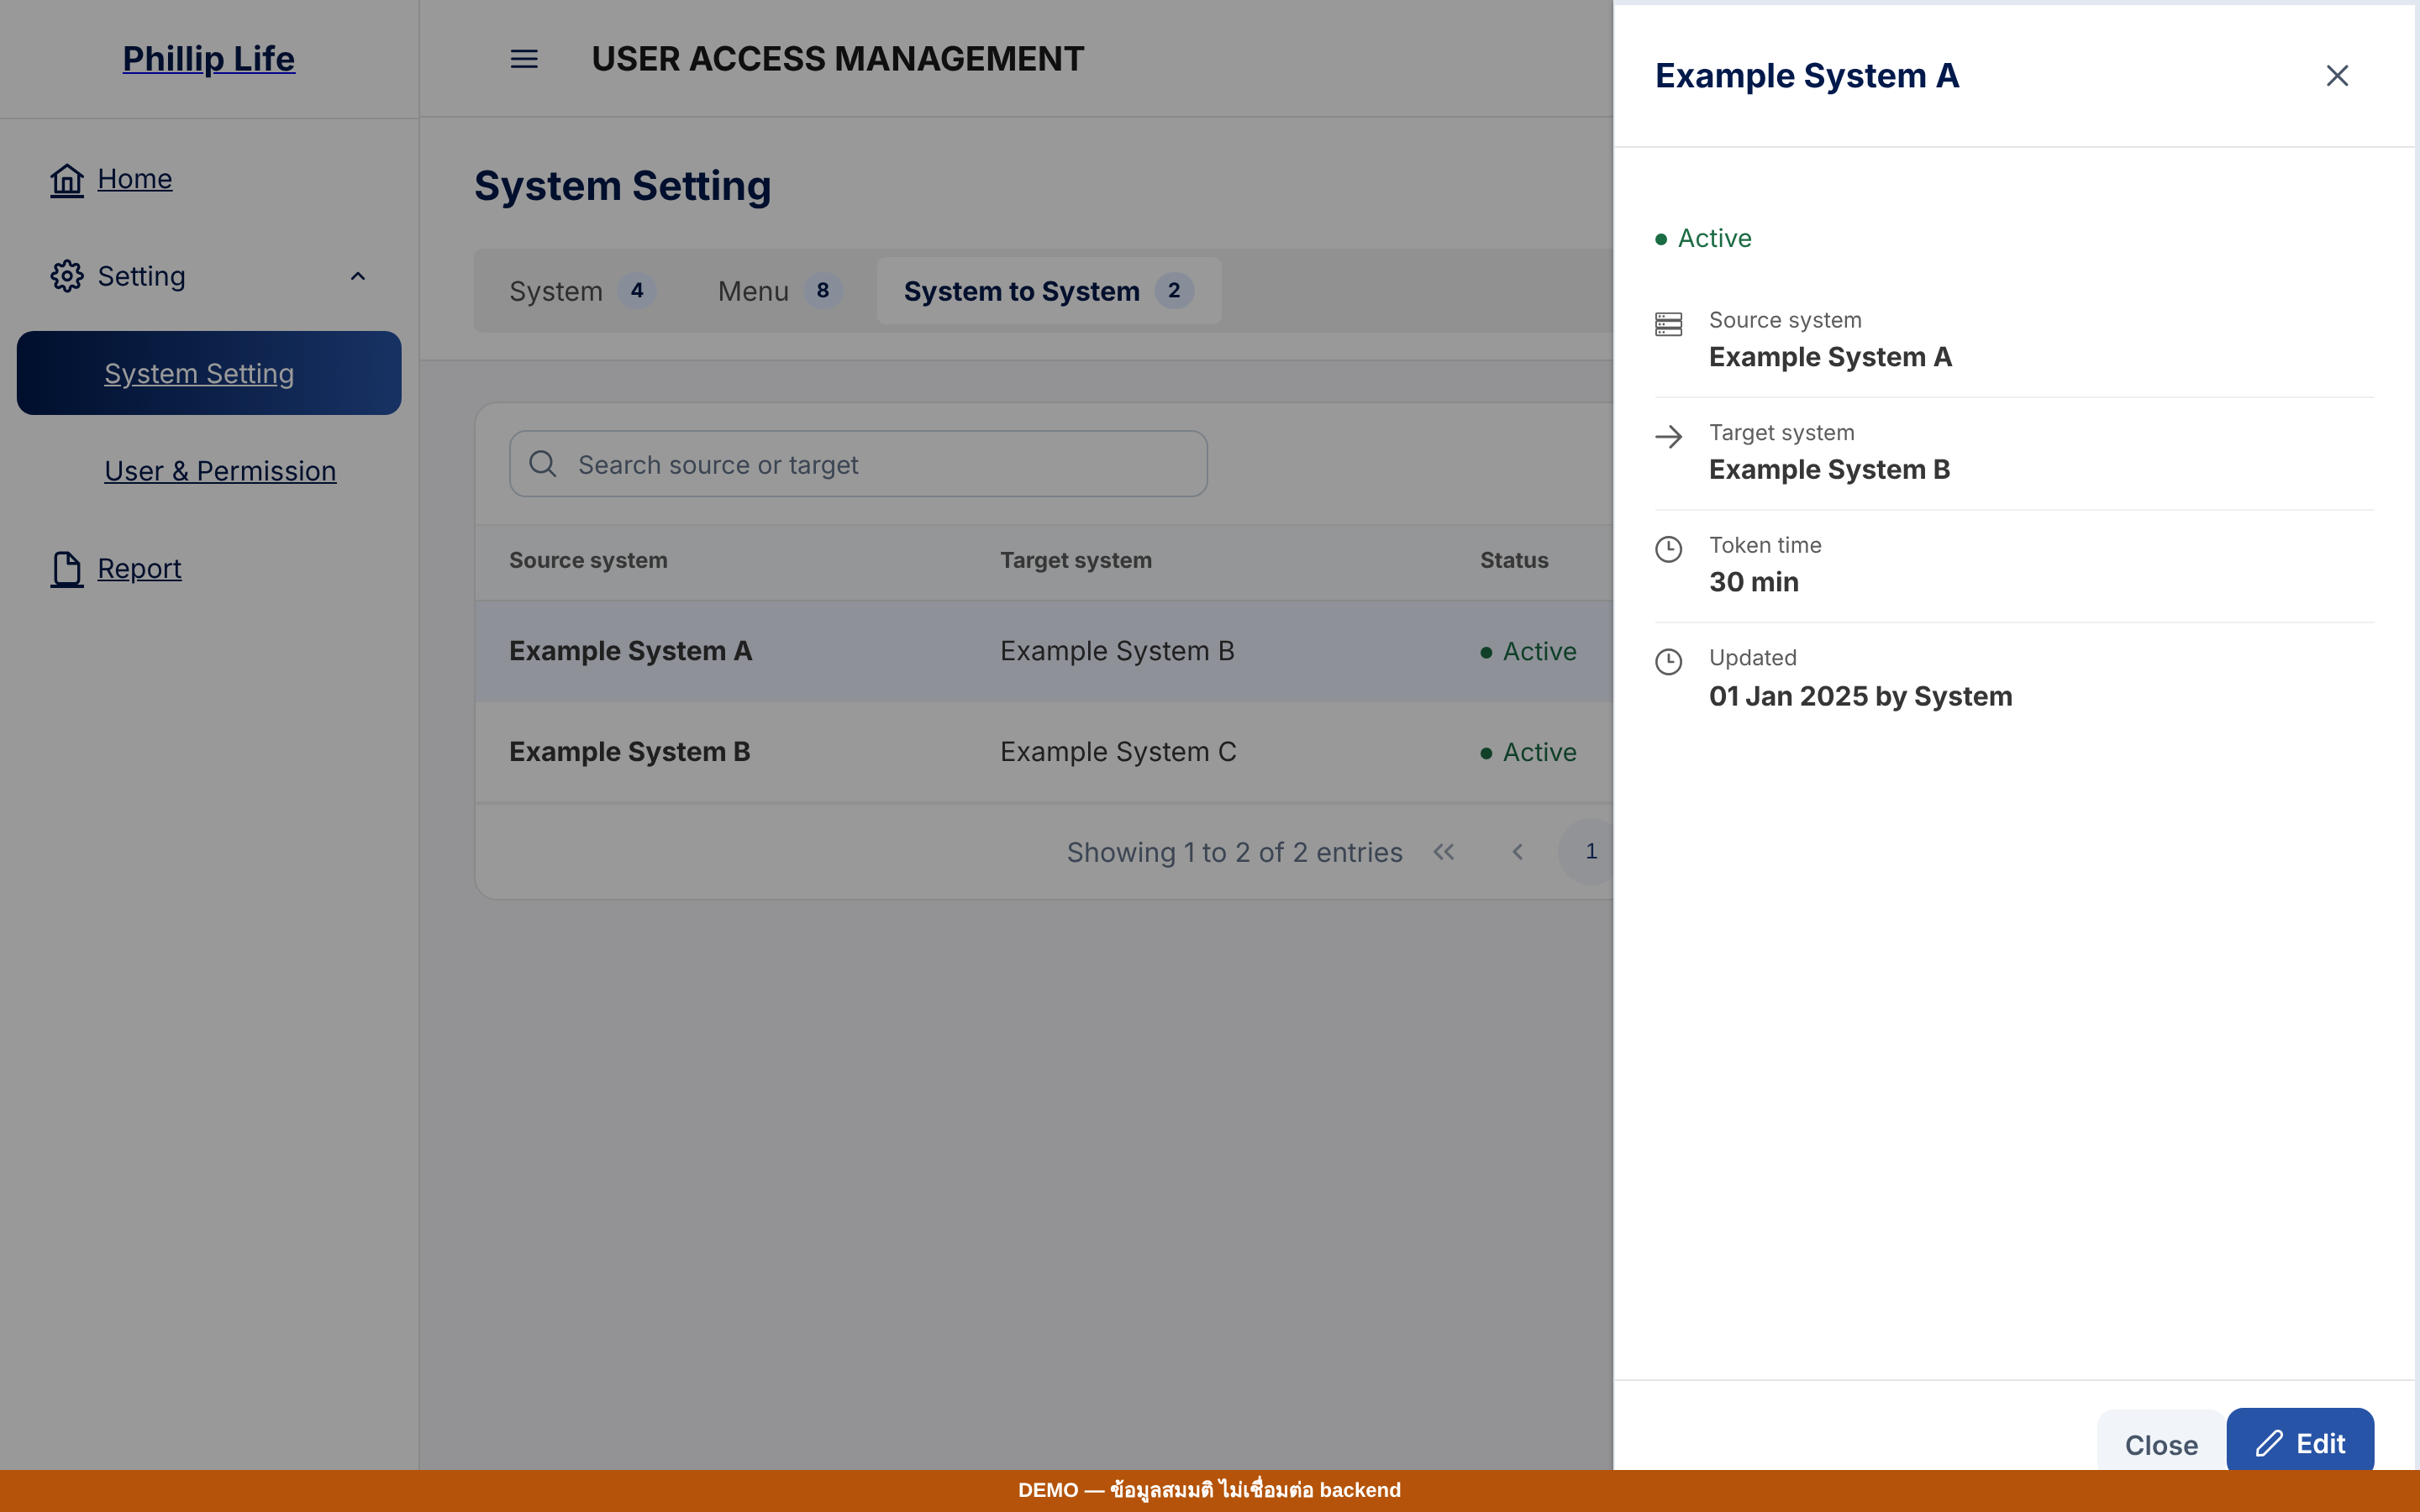 Phillip Life
USER ACCESS MANAGEMENT
Home
Setting
System Setting
User & Permission
Report
System Setting
System 4 Menu 8 System to System 2
Search source or target
Source system Target system Status
Example System A Example System B Active
Example System B Example System C Active
Showing 1 to 2 of 2 entries 1
Example System A
Active
Source system
Example System A
Target system
Example System B
Token time
30 min
Updated
01 Jan 2025 by System
Close Edit
DEMO — ข้อมูลสมมติ ไม่เชื่อมต่อ backend